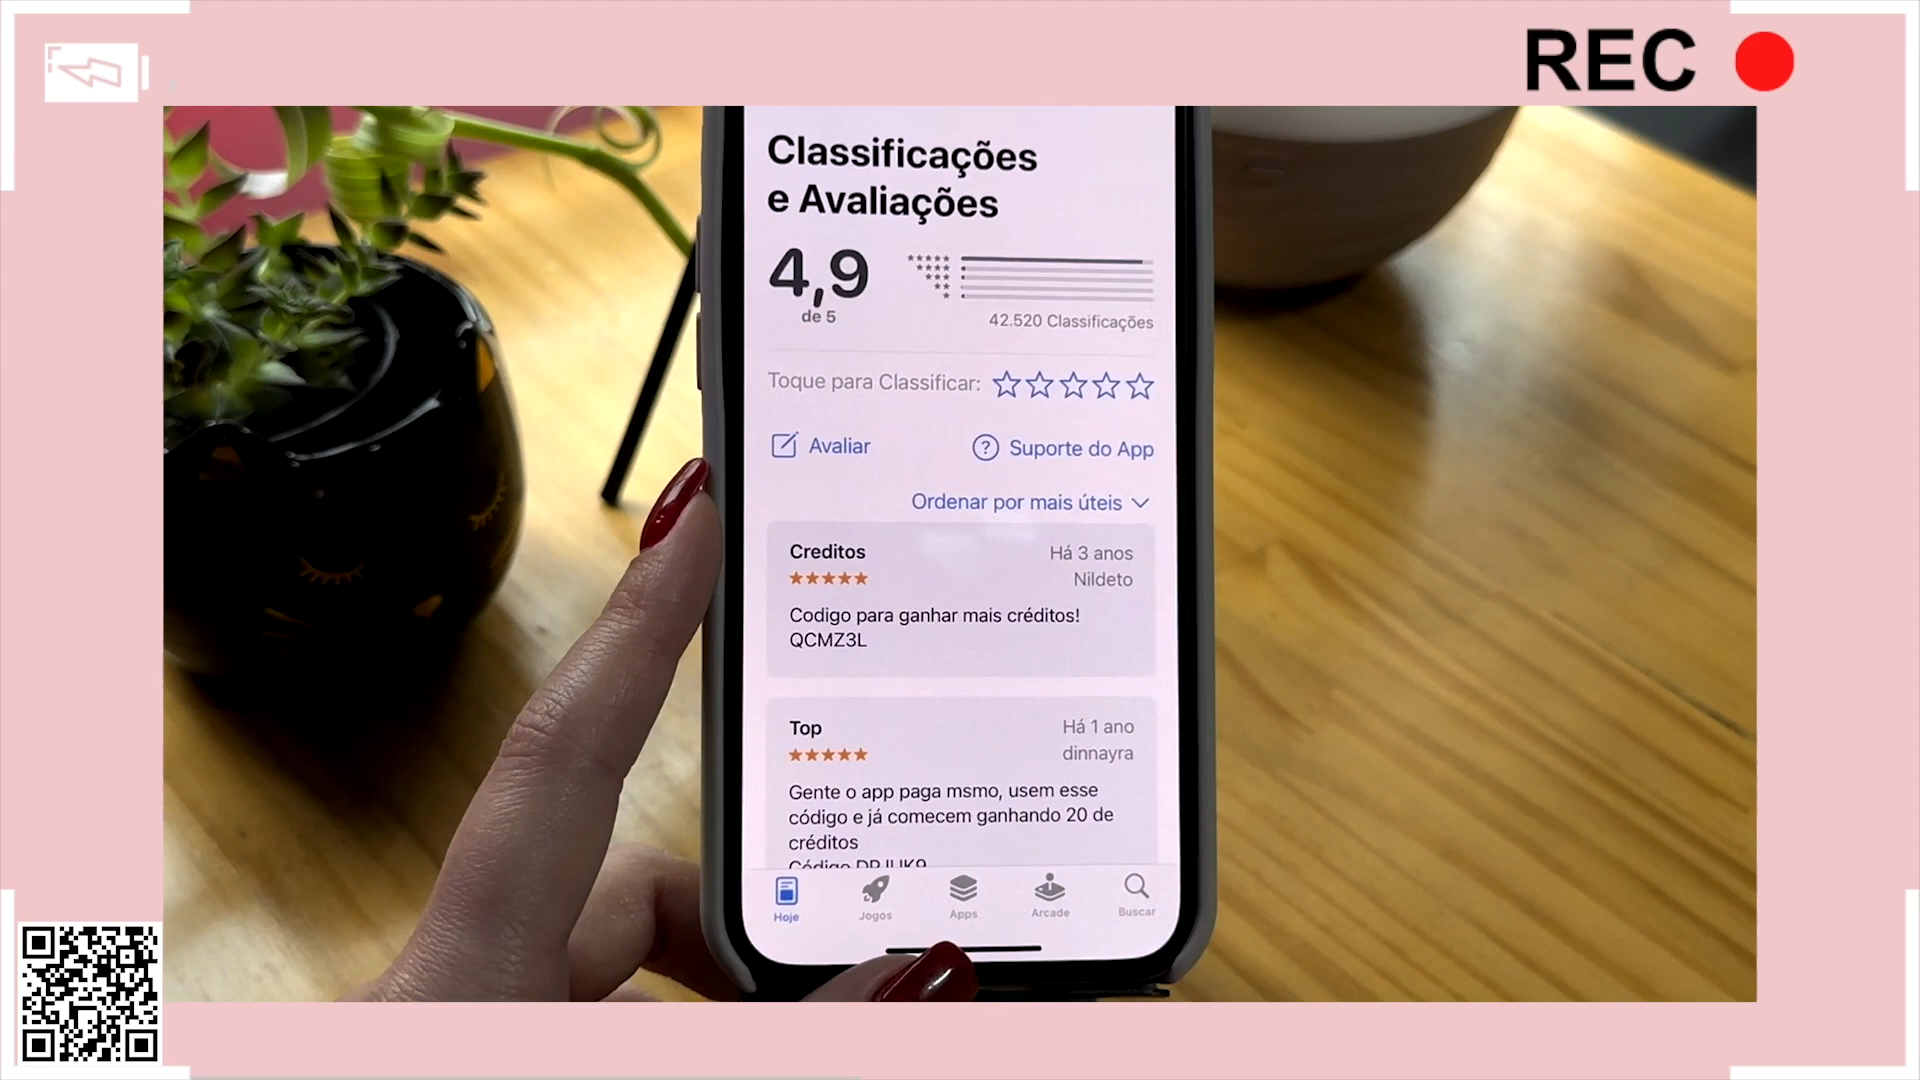 REC
Classificações
e Avaliações
4,9
de 5
42.520 Classificações
Toque para Classificar:
Avaliar
? Suporte do App
Ordenar por mais úteis
Creditos
Há 3 anos
Nildeto
Codigo para ganhar mais créditos!
QCMZ3L
Top
Há 1 ano
dinnayra
Gente o app paga msmo, usem esse
código e já comecem ganhando 20 de
créditos
Código
Hoje
Jogos
Apps
Arcade
Buscar